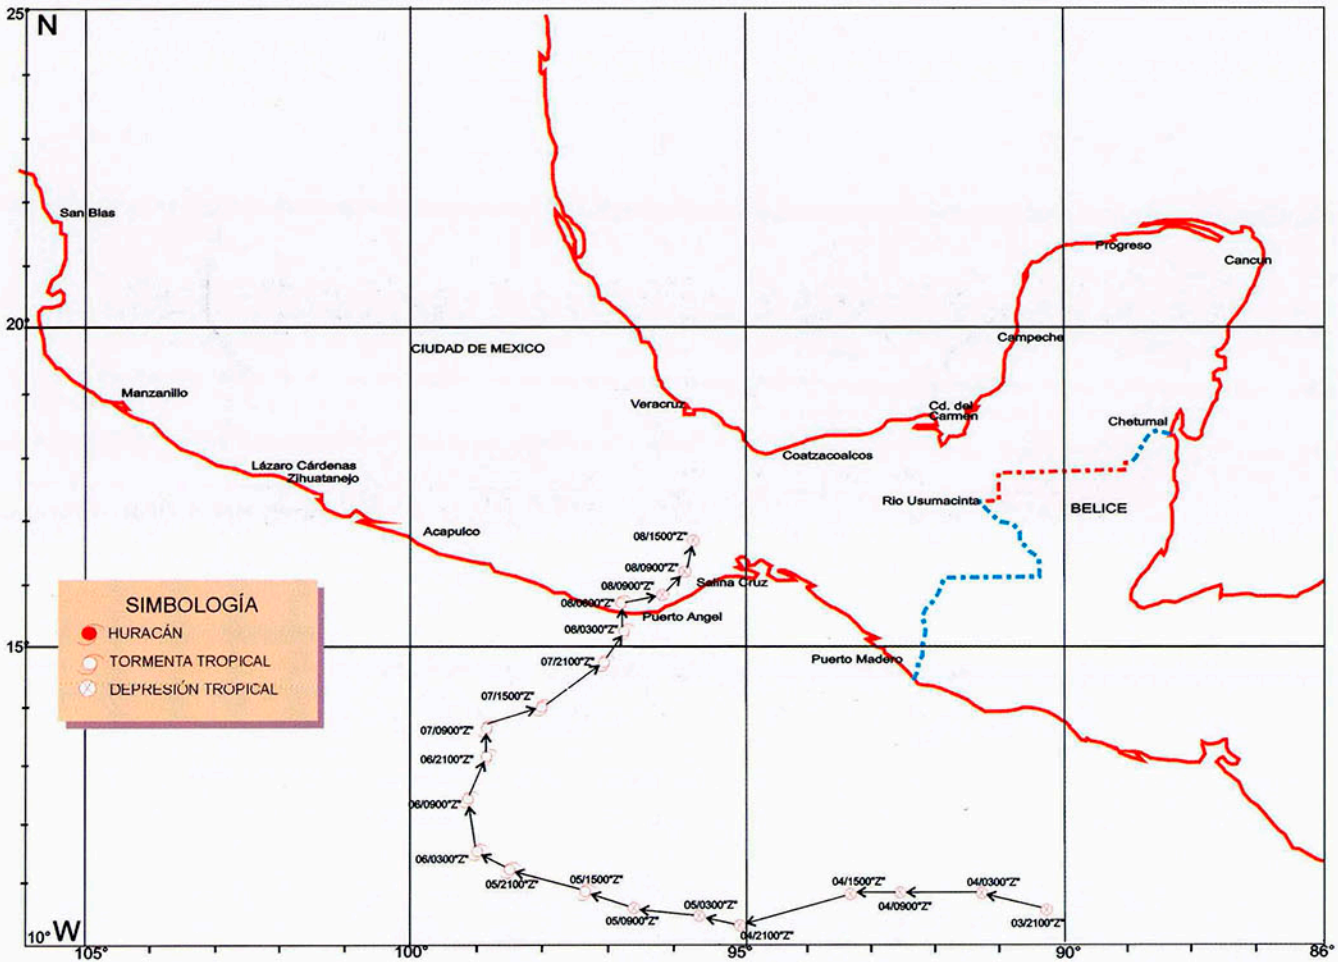 25°
N
San Blas
Progreso
Cancun
20°
CIUDAD DE MEXICO
Campeche
Manzanillo
Veracruz
Cd. del
Carmen
Chetumal
Coatzacoalcos
Lázaro Cárdenas
Zihuatanejo
Rio Usumacinta
BELICE
Acapulco
08/1500"Z"
08/0900"Z"
08/0900"Z"
Salina Cruz
Puerto Angel
08/0300"Z"
SIMBOLOGÍA
HURACÁN
TORMENTA TROPICAL
DEPRESIÓN TROPICAL
15°
07/2100"Z"
Puerto Madero
07/1500"Z"
07/0900"Z"
06/2100"Z"
06/0900"Z"
06/0300"Z"
05/2100"Z"
05/1500"Z"
05/0900"Z"
05/0300"Z"
04/2100"Z"
04/1500"Z"
04/0900"Z"
04/0300"Z"
03/2100"Z"
10°
W
105°
100°
95°
90°
86°